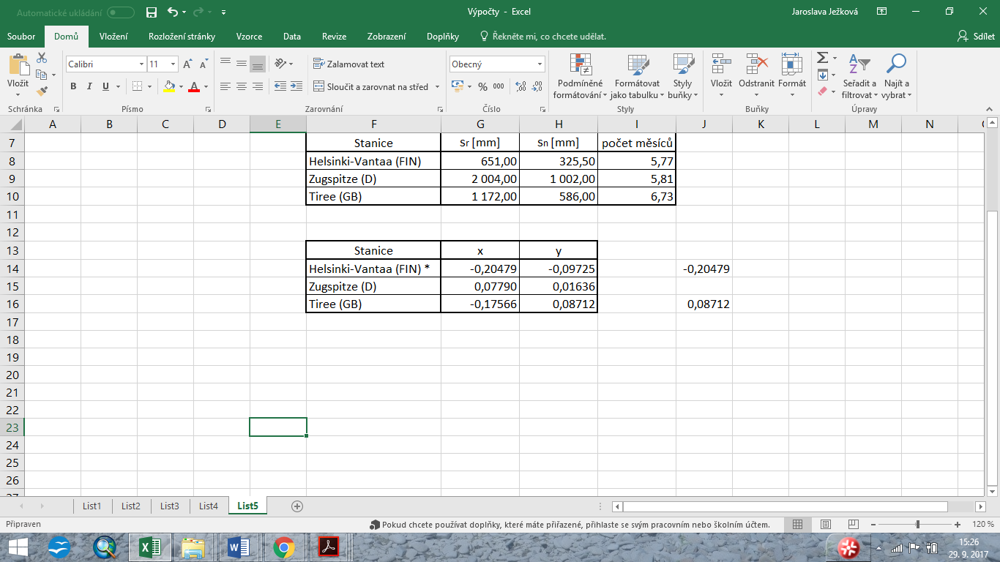 Automatické ukládání
Výpočty - Excel
Jaroslava Ježková
Soubor Domů Vložení Rozložení stránky Vzorce Data Revize Zobrazení Doplňky Řekněte mi, co chcete udělat. Sdílet
Vložit
Schránka
Calibri 11
B I U A
Písmo
Zalamovat text
Sloučit a zarovnat na střed
Zarovnání
Obecný
% 000
Číslo
Podmíněné formátování
Formátovat jako tabulku
Styly buňky
Styly
Vložit Odstranit Formát
Buňky
Seřadit a filtrovat
Najít a vybrat
Úpravy
A B C D E F G H I J K L M N
7 Stanice sr [mm] sn [mm] počet měsíců
8 Helsinki-Vantaa (FIN) 651,00 325,50 5,77
9 Zugspitze (D) 2 004,00 1 002,00 5,81
10 Tiree (GB) 1 172,00 586,00 6,73
11
12
13 Stanice x y
14 Helsinki-Vantaa (FIN) * -0,20479 -0,09725 -0,20479
15 Zugspitze (D) 0,07790 0,01636
16 Tiree (GB) -0,17566 0,08712 0,08712
17
18
19
20
21
22
23
24
25
26
27
List1 List2 List3 List4 List5
Připraven
Pokud chcete používat doplňky, které máte přiřazené, přihlaste se svým pracovním nebo školním účtem.
120 %
15:26
29. 9. 2017